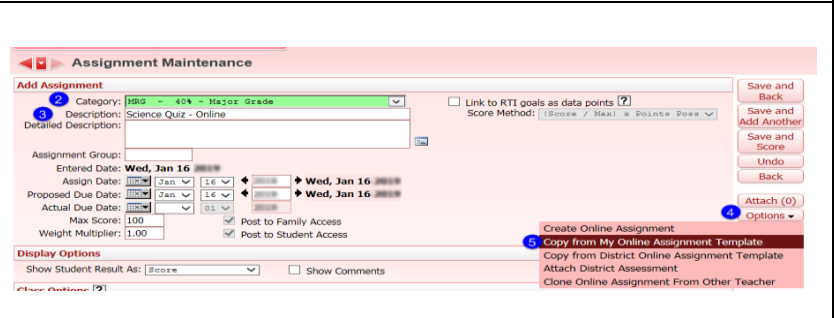 Assignment Maintenance
Add Assignment
2 Category: MRG - 40% - Major Grade
Link to RTI goals as data points ?
3 Description: Science Quiz - Online
Score Method: (Score / Max) x Points Poss
Detailed Description:
Assignment Group:
Entered Date: Wed, Jan 16
Assign Date: Jan 16 Wed, Jan 16
Proposed Due Date: Jan 16 Wed, Jan 16
Actual Due Date: 01
Max Score: 100 Post to Family Access
Weight Multiplier: 1.00 Post to Student Access
Display Options
Show Student Result As: Score Show Comments
Class Options ?
Save and
Back
Save and
Add Another
Save and
Score
Undo
Back
Attach (0)
4 Options
Create Online Assignment
5 Copy from My Online Assignment Template
Copy from District Online Assignment Template
Attach District Assessment
Clone Online Assignment From Other Teacher